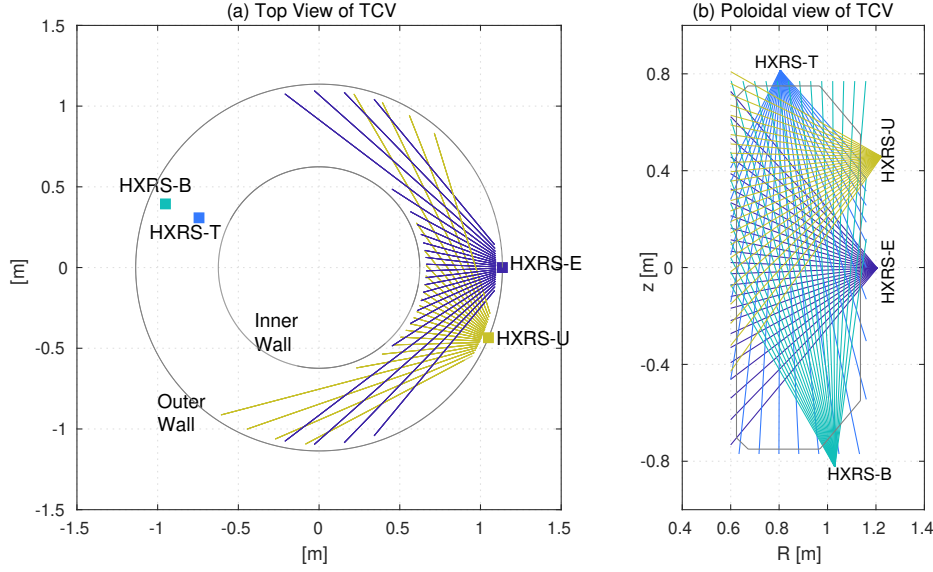 (a) Top View of TCV
1.5
1
0.5
0
-0.5
-1
-1.5
[m]
HXRS-B
HXRS-T
HXRS-E
HXRS-U
Inner
Wall
Outer
Wall
-1.5
-1
-0.5
0
0.5
1
1.5
[m]
(b) Poloidal view of TCV
0.8
0.4
0
-0.4
-0.8
z [m]
HXRS-T
HXRS-U
HXRS-E
HXRS-B
0.4
0.6
0.8
1
1.2
1.4
R [m]